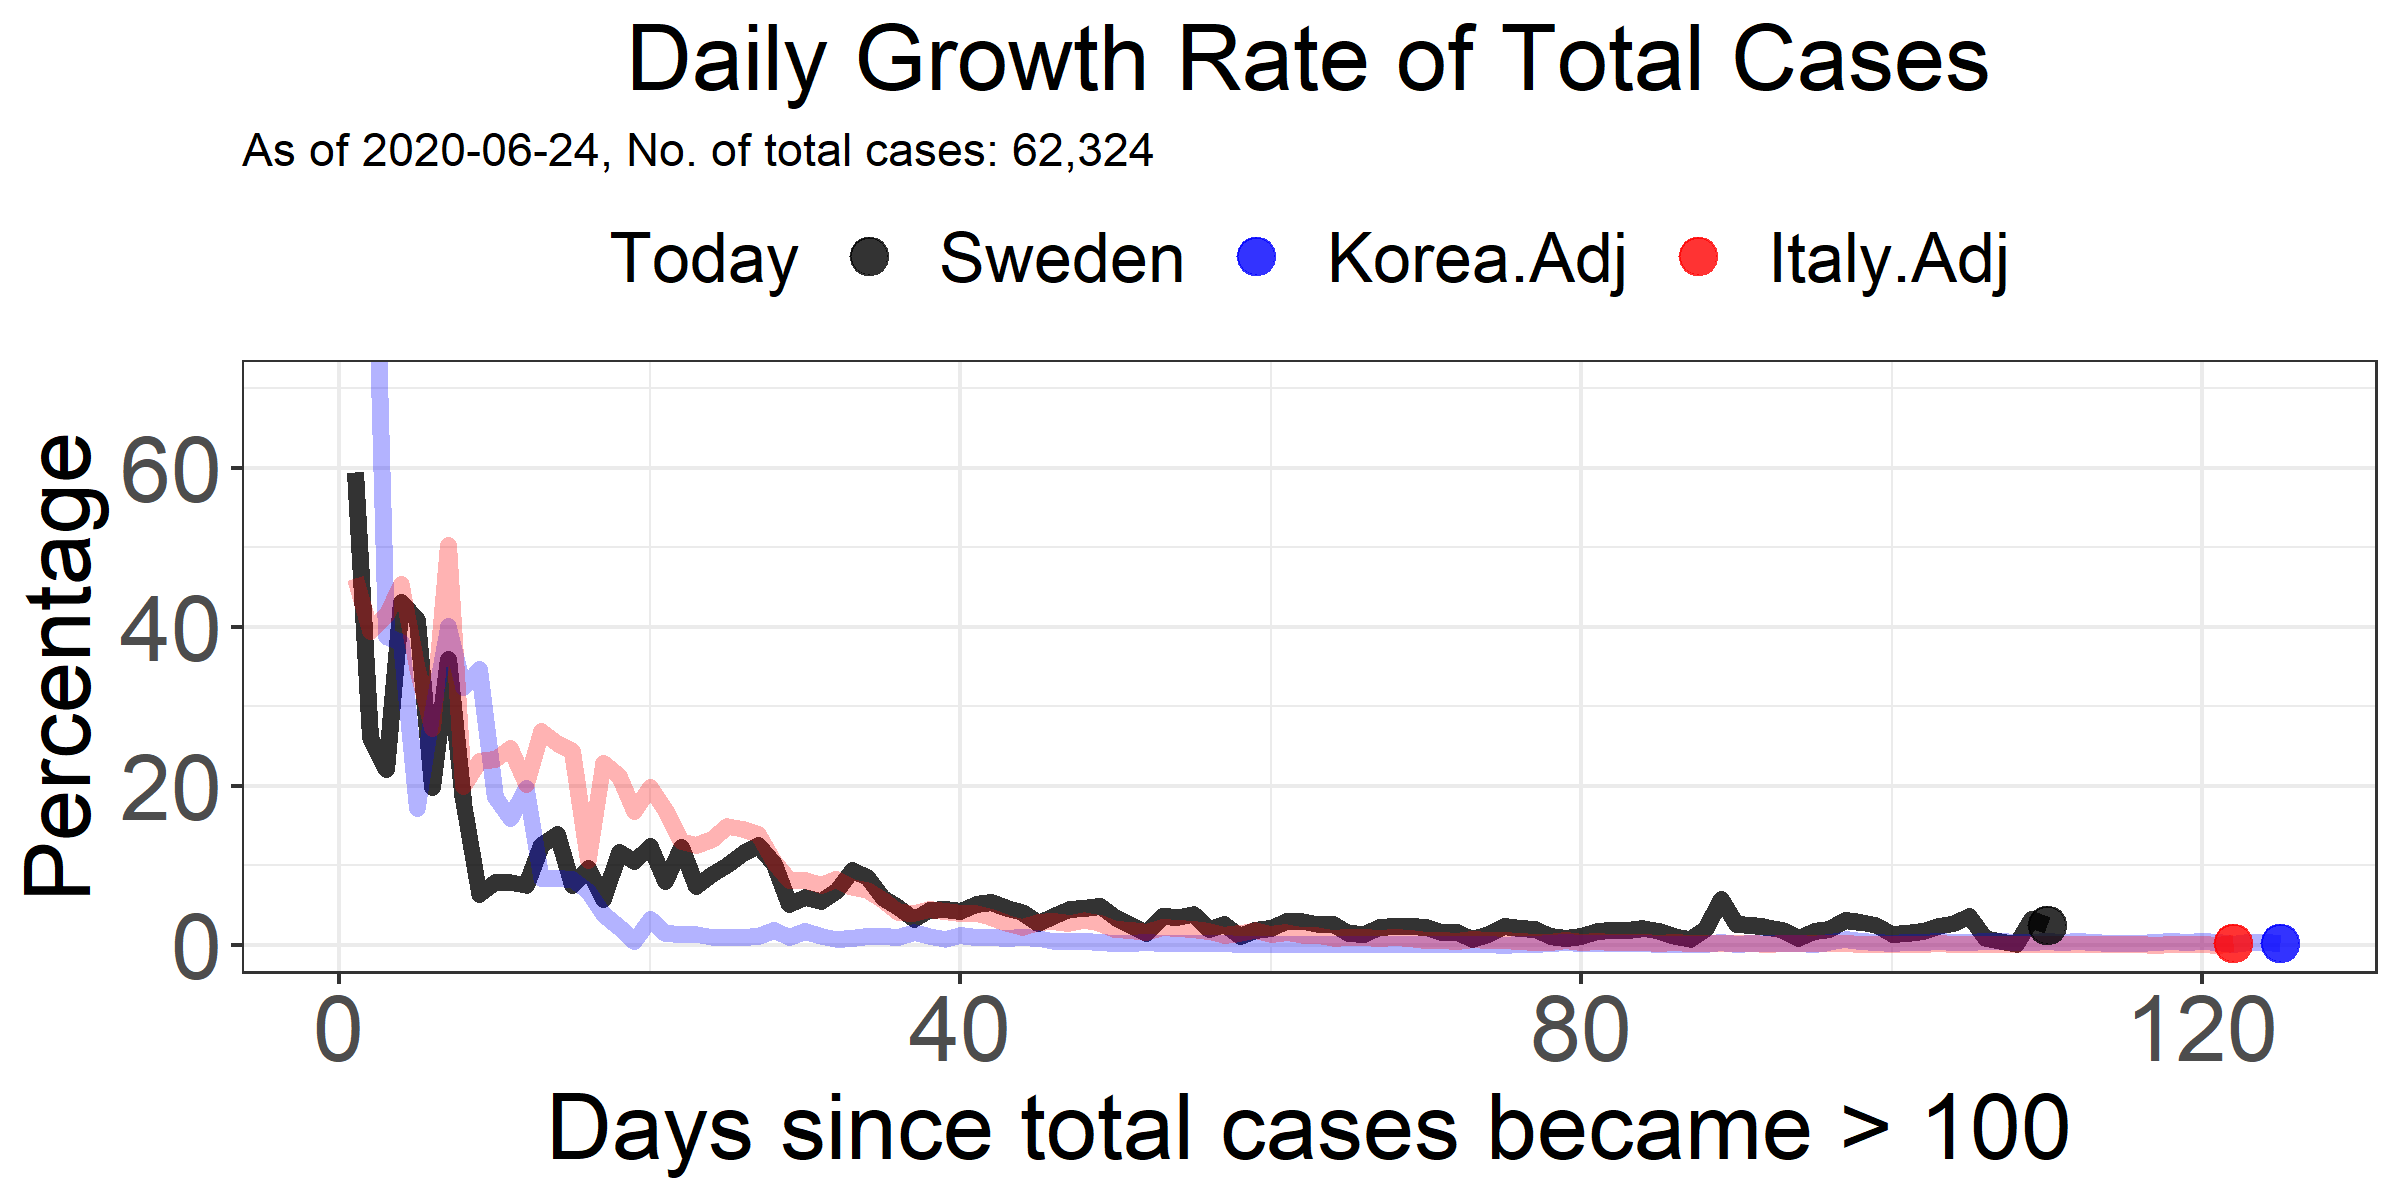 Daily Growth Rate of Total Cases
As of 2020-06-24, No. of total cases: 62,324
Today Sweden Korea.Adj Italy.Adj
Percentage
60
40
20
0
0 40 80 120
Days since total cases became > 100